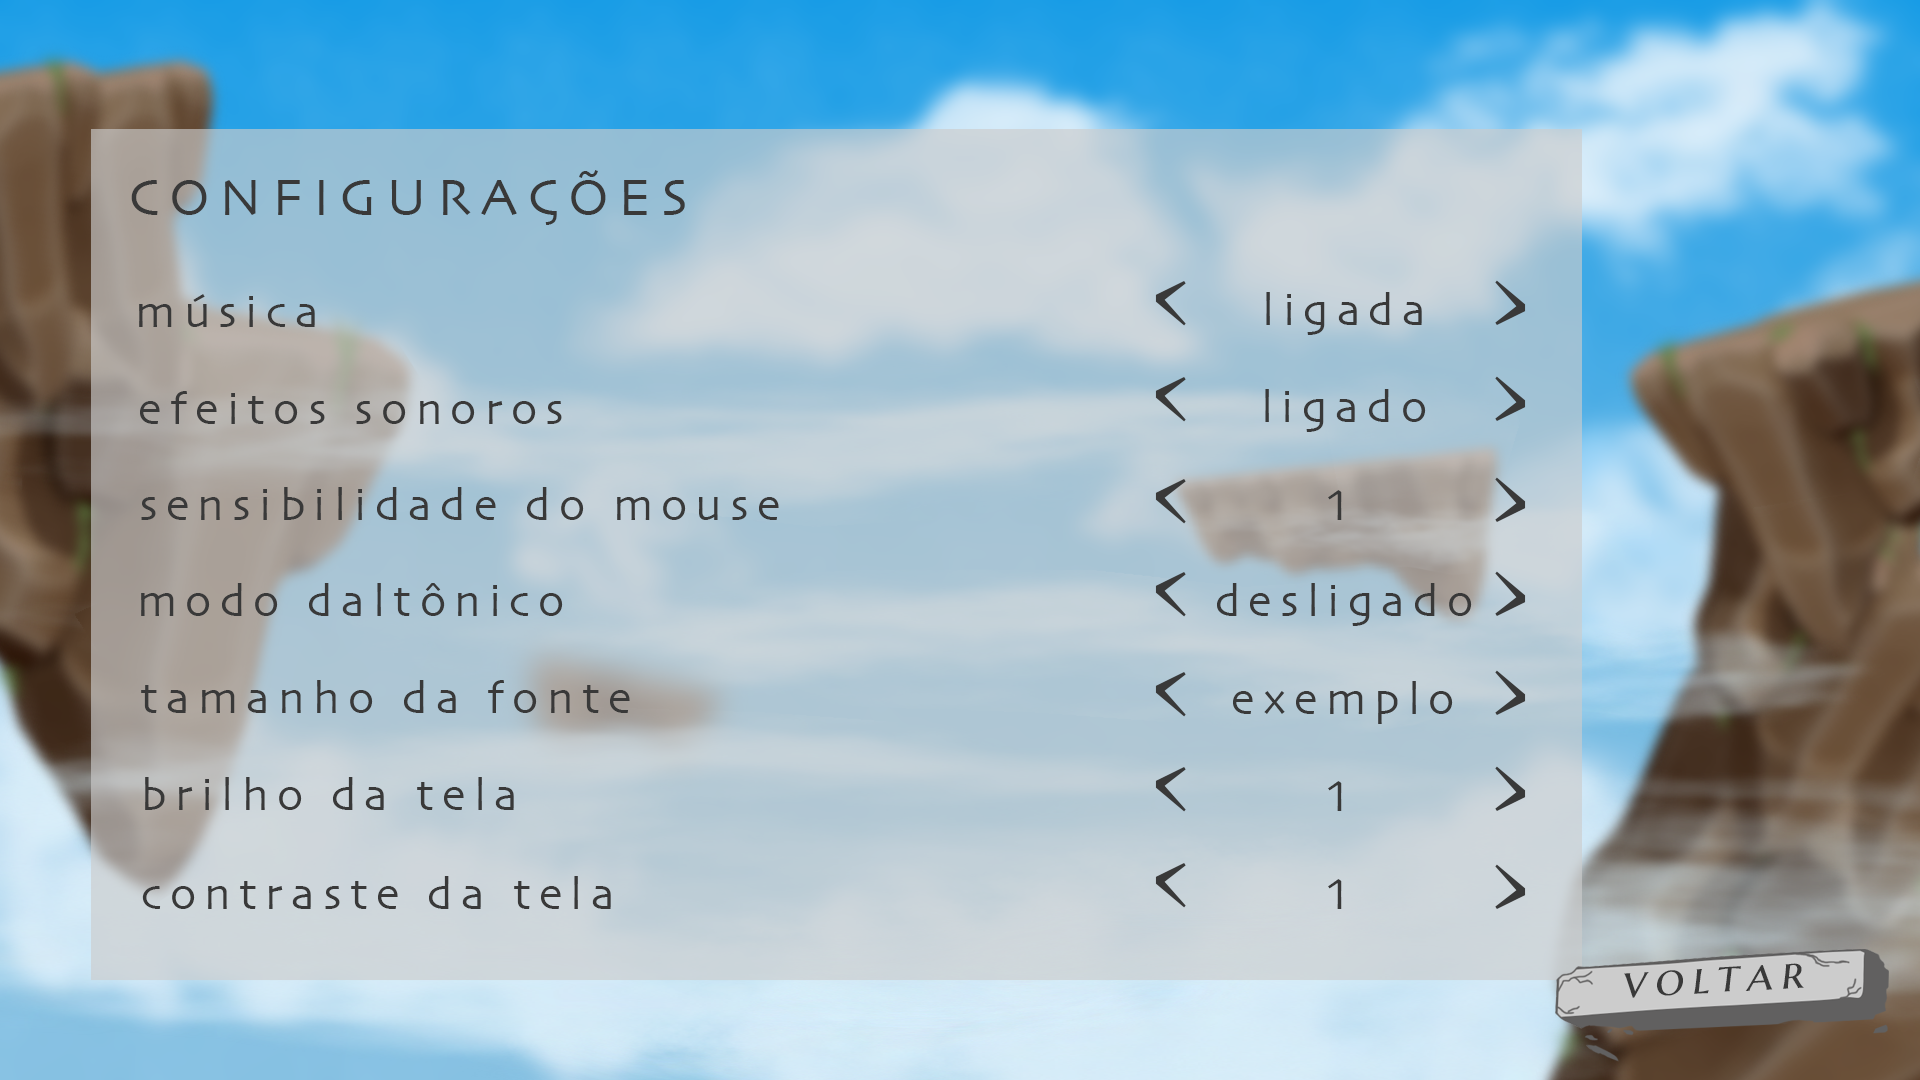 CONFIGURAÇÕES
música < ligada >
efeitos sonoros < ligado >
sensibilidade do mouse < 1 >
modo daltônico < desligado >
tamanho da fonte < exemplo >
brilho da tela < 1 >
contraste da tela < 1 >
VOLTAR